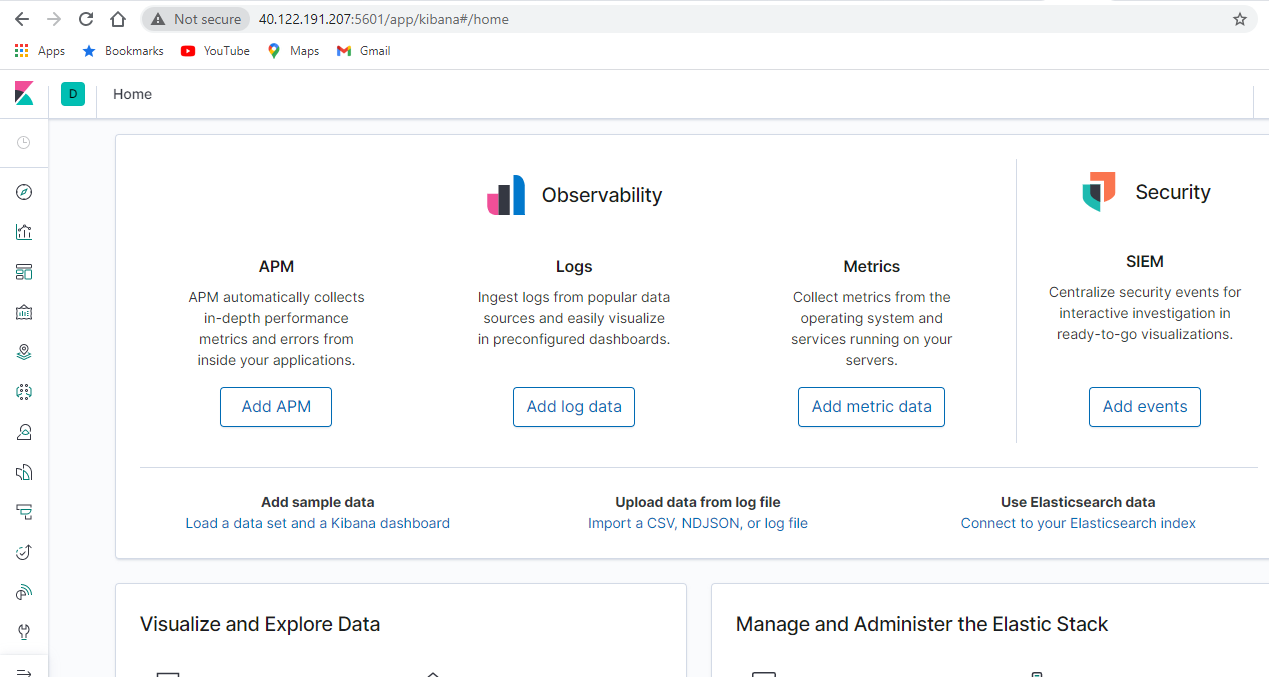 Not secure 40.122.191.207:5601/app/kibana#/home
Apps Bookmarks YouTube Maps Gmail
D Home
Observability
Security
APM
APM automatically collects
in-depth performance
metrics and errors from
inside your applications.
Add APM
Logs
Ingest logs from popular data
sources and easily visualize
in preconfigured dashboards.
Add log data
Metrics
Collect metrics from the
operating system and
services running on your
servers.
Add metric data
SIEM
Centralize security events for
interactive investigation in
ready-to-go visualizations.
Add events
Add sample data
Load a data set and a Kibana dashboard
Upload data from log file
Import a CSV, NDJSON, or log file
Use Elasticsearch data
Connect to your Elasticsearch index
Visualize and Explore Data
Manage and Administer the Elastic Stack